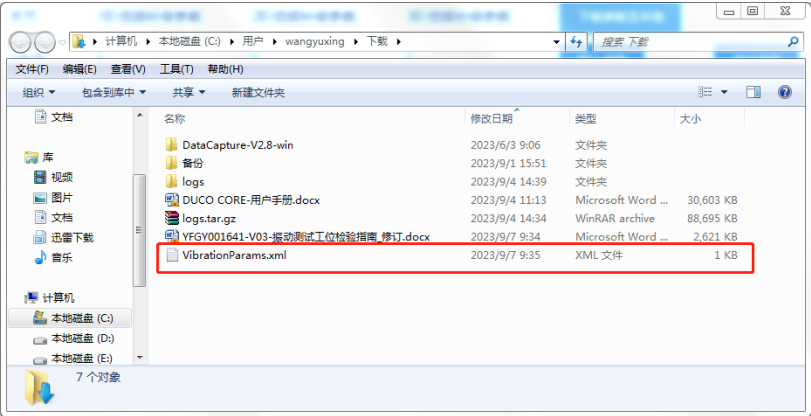 计算机 本地磁盘 (C:) 用户 wangyuxing 下载 搜索 下载
文件(F) 编辑(E) 查看(V) 工具(T) 帮助(H)
组织 包含到库中 共享 新建文件夹
文档
库
视频
图片
文档
迅雷下载
音乐
计算机
本地磁盘 (C:)
本地磁盘 (D:)
本地磁盘 (E:)
名称 修改日期 类型 大小
DataCapture-V2.8-win 2023/6/3 9:06 文件夹
备份 2023/9/1 15:51 文件夹
logs 2023/9/4 14:39 文件夹
DUCO CORE-用户手册.docx 2023/9/4 11:13 Microsoft Word ... 30,603 KB
logs.tar.gz 2023/9/4 14:34 WinRAR archive 88,695 KB
YFGY001641-V03-振动测试工位检验指南_修订.docx 2023/9/7 9:34 Microsoft Word ... 2,621 KB
VibrationParams.xml 2023/9/7 9:35 XML 文件 1 KB
7 个对象